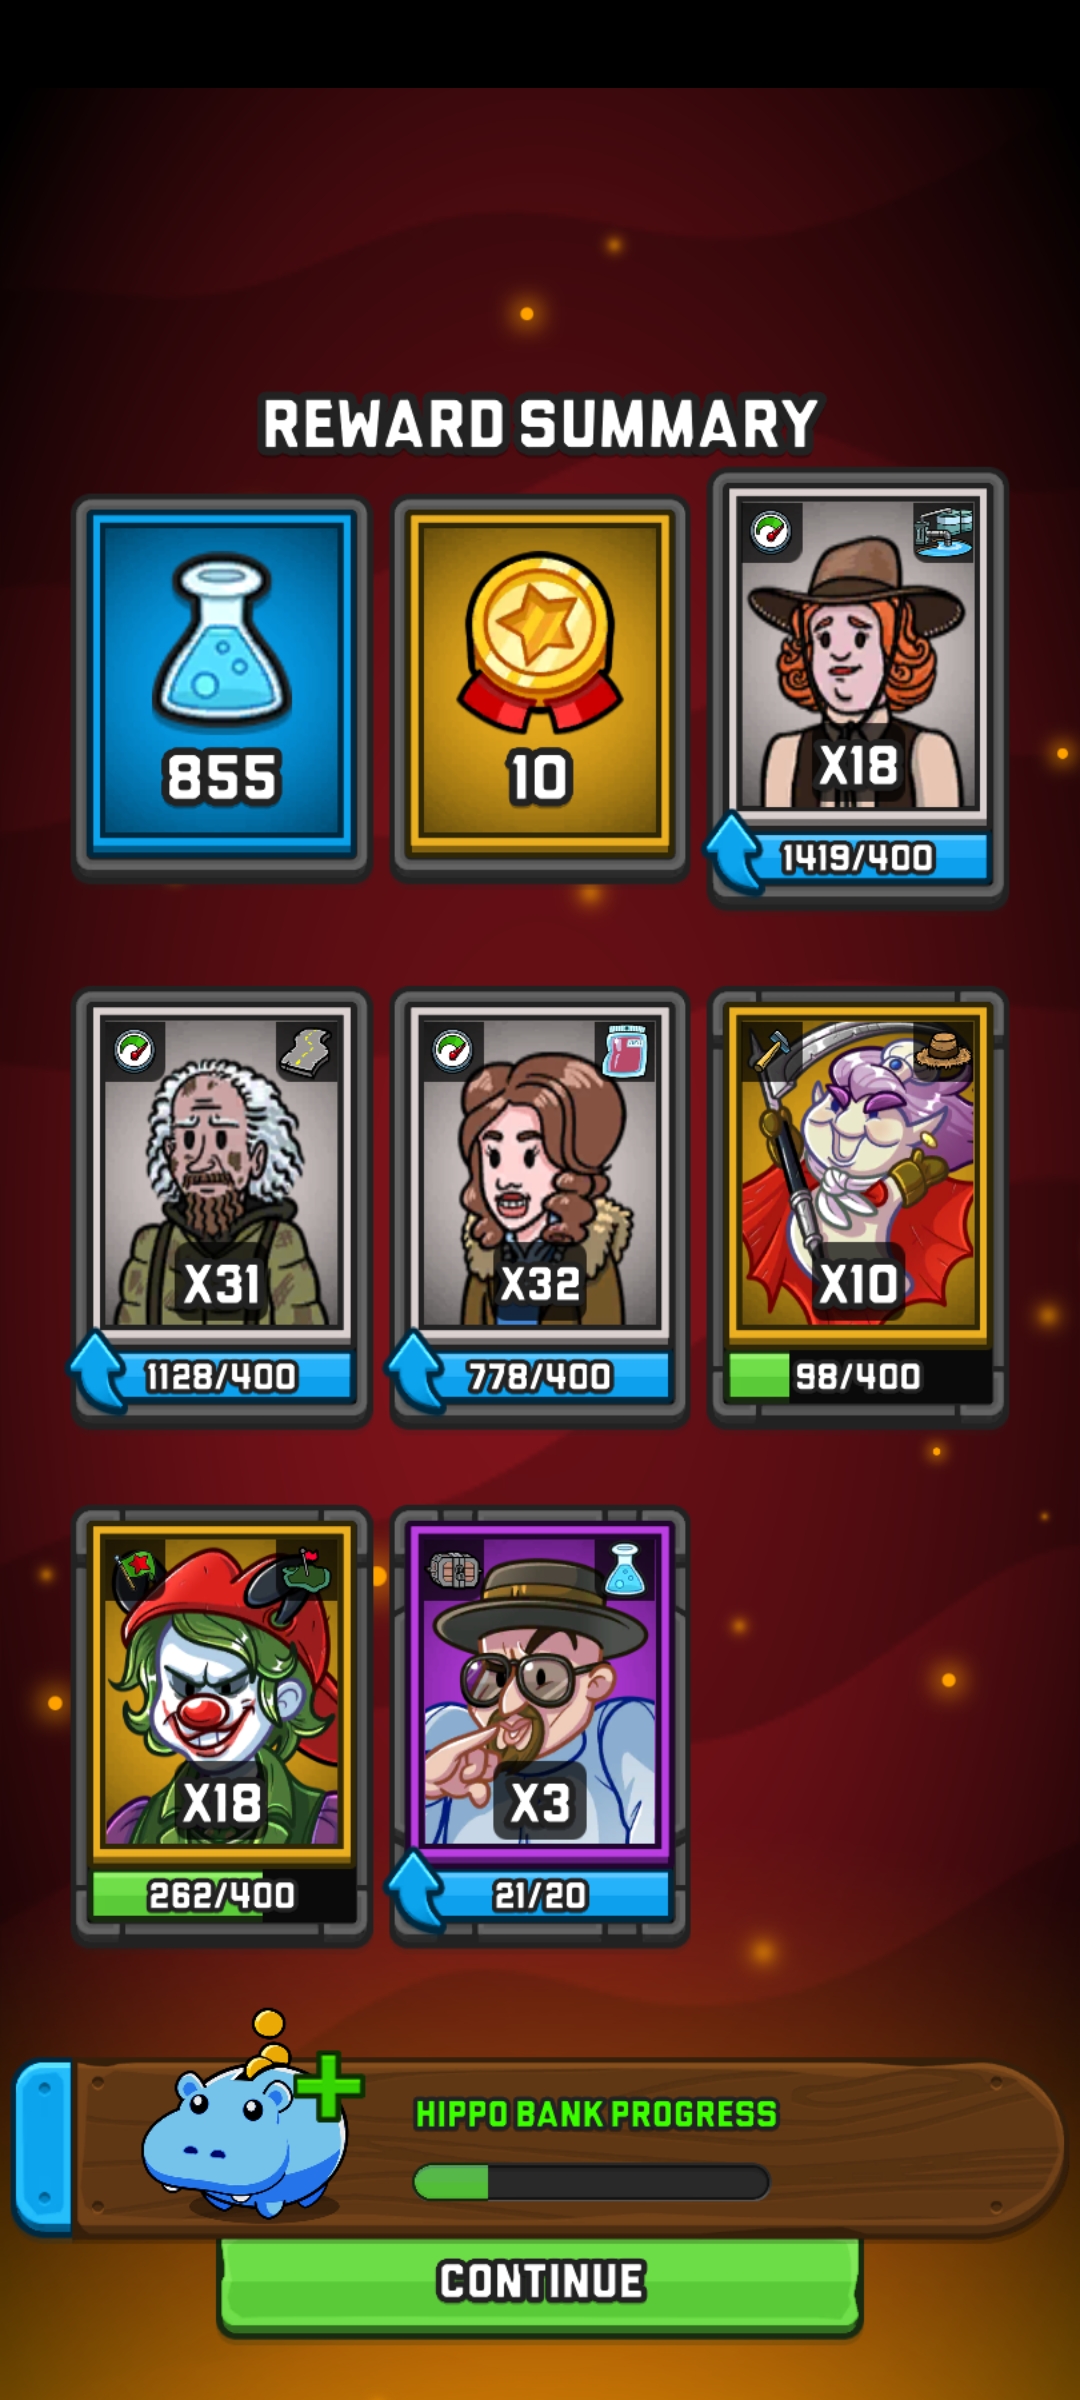 REWARD SUMMARY
855
10
X18
1419/400
X31
1128/400
X32
778/400
X10
98/400
X18
262/400
X3
21/20
HIPPO BANK PROGRESS
CONTINUE